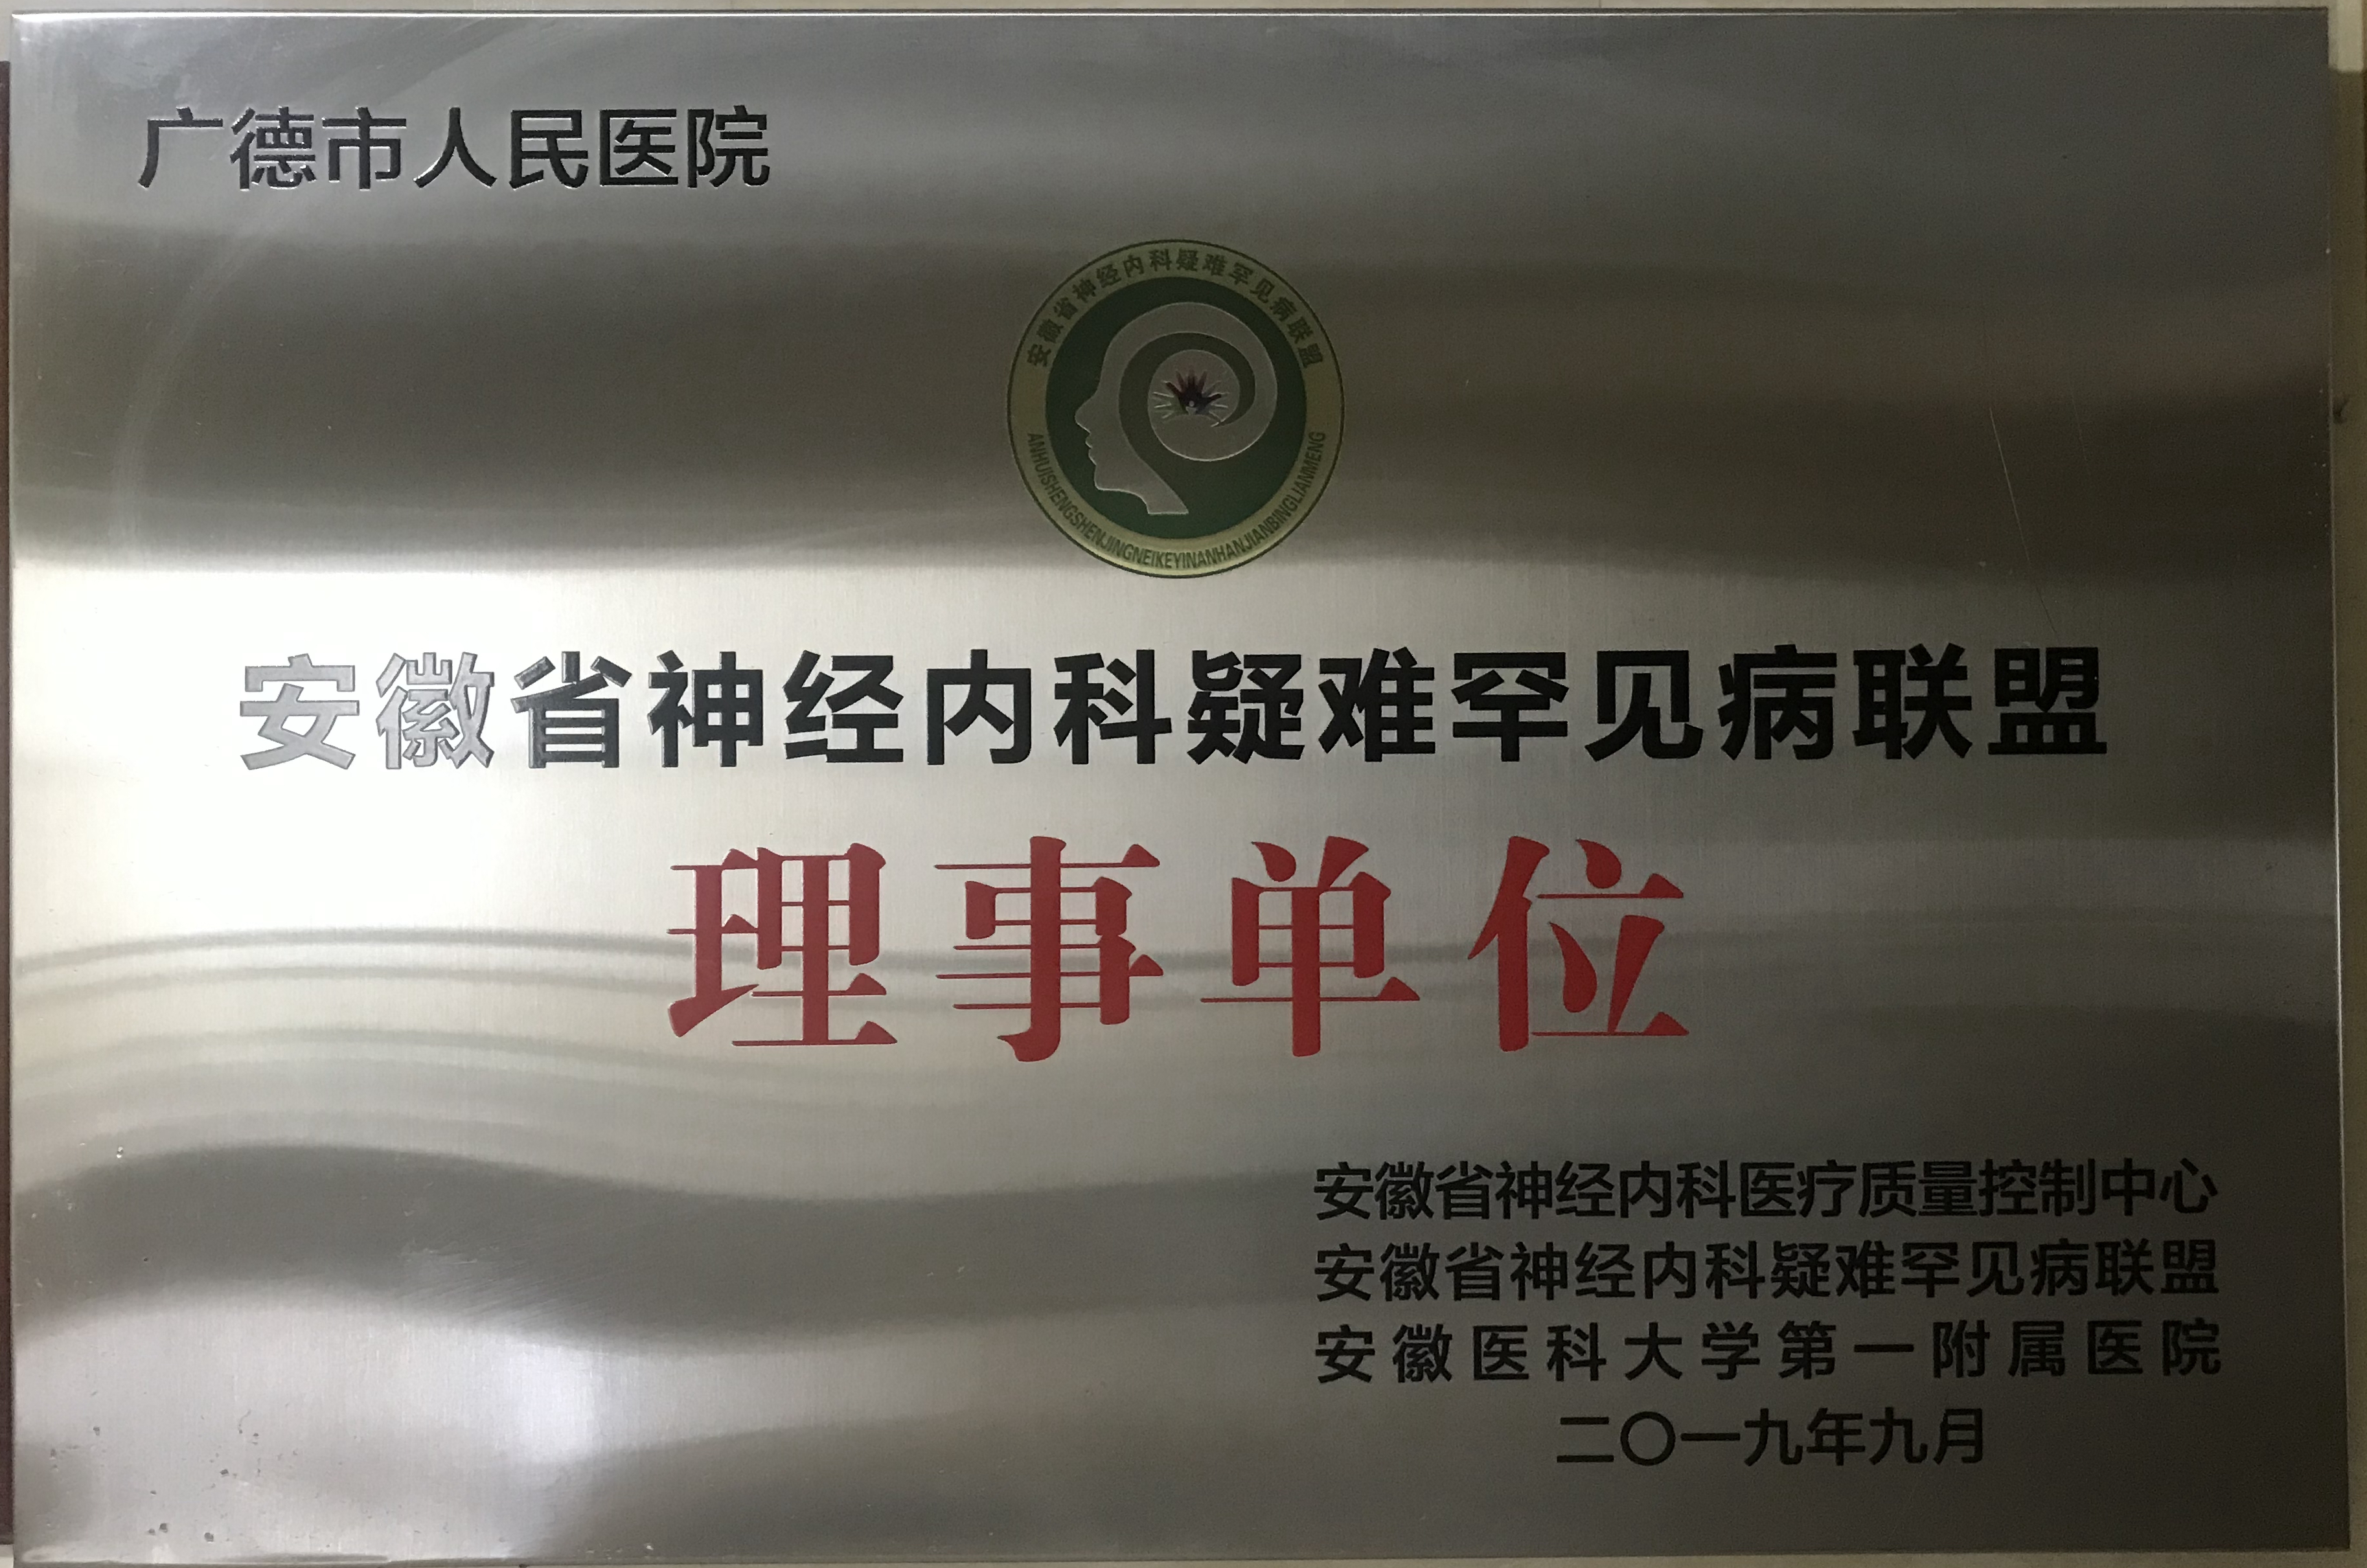 广德市人民医院
安徽省神经内科疑难罕见病联盟
ANHUISHENGSHENJINGNEIKEYINANHANJIANBINGLIANMENG
安徽省神经内科疑难罕见病联盟
理事单位
安徽省神经内科医疗质量控制中心
安徽省神经内科疑难罕见病联盟
安徽医科大学第一附属医院
二〇一九年九月